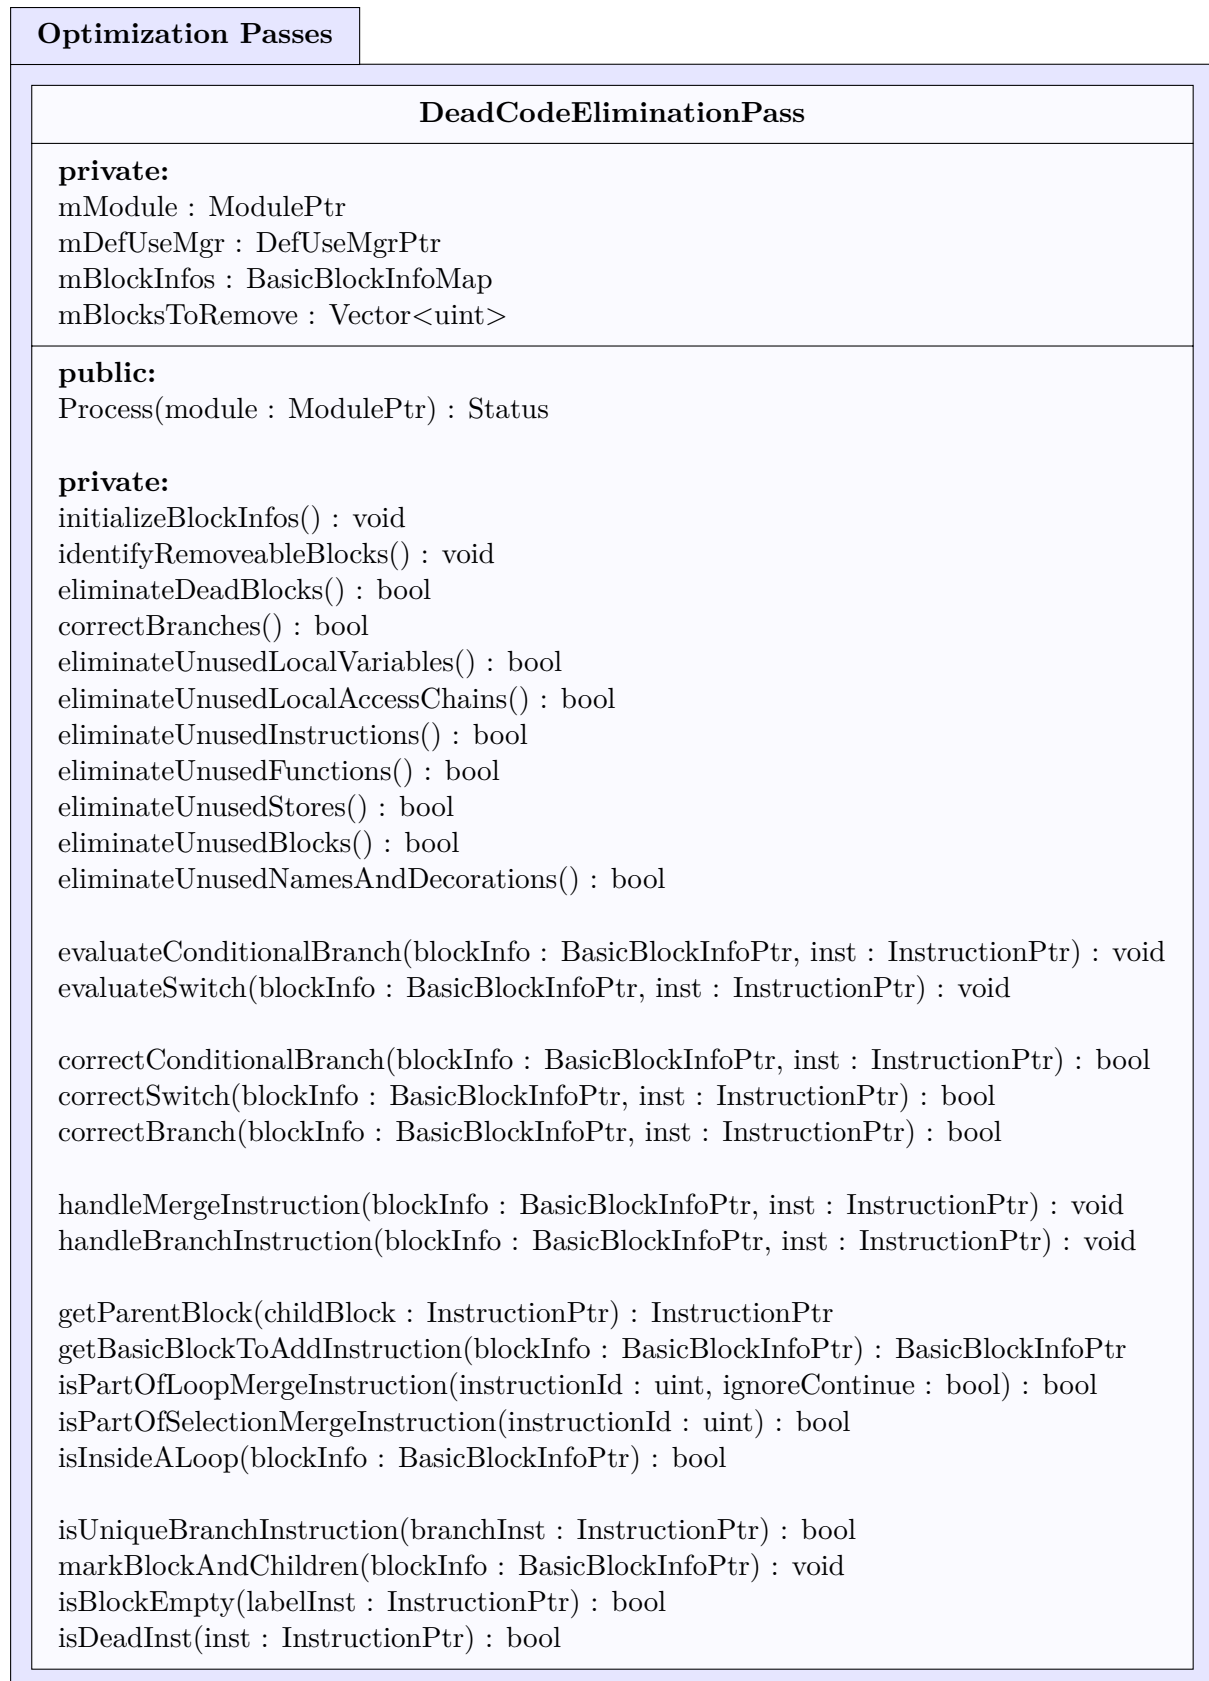 Optimization Passes
DeadCodeEliminationPass
private:
mModule : ModulePtr
mDefUseMgr : DefUseMgrPtr
mBlockInfos : BasicBlockInfoMap
mBlocksToRemove : Vector<uint>
public:
Process(module : ModulePtr) : Status
private:
initializeBlockInfos() : void
identifyRemoveableBlocks() : void
eliminateDeadBlocks() : bool
correctBranches() : bool
eliminateUnusedLocalVariables() : bool
eliminateUnusedLocalAccessChains() : bool
eliminateUnusedInstructions() : bool
eliminateUnusedFunctions() : bool
eliminateUnusedStores() : bool
eliminateUnusedBlocks() : bool
eliminateUnusedNamesAndDecorations() : bool
evaluateConditionalBranch(blockInfo : BasicBlockInfoPtr, inst : InstructionPtr) : void
evaluateSwitch(blockInfo : BasicBlockInfoPtr, inst : InstructionPtr) : void
correctConditionalBranch(blockInfo : BasicBlockInfoPtr, inst : InstructionPtr) : bool
correctSwitch(blockInfo : BasicBlockInfoPtr, inst : InstructionPtr) : bool
correctBranch(blockInfo : BasicBlockInfoPtr, inst : InstructionPtr) : bool
handleMergeInstruction(blockInfo : BasicBlockInfoPtr, inst : InstructionPtr) : void
handleBranchInstruction(blockInfo : BasicBlockInfoPtr, inst : InstructionPtr) : void
getParentBlock(childBlock : InstructionPtr) : InstructionPtr
getBasicBlockToAddInstruction(blockInfo : BasicBlockInfoPtr) : BasicBlockInfoPtr
isPartOfLoopMergeInstruction(instructionId : uint, ignoreContinue : bool) : bool
isPartOfSelectionMergeInstruction(instructionId : uint) : bool
isInsideALoop(blockInfo : BasicBlockInfoPtr) : bool
isUniqueBranchInstruction(branchInst : InstructionPtr) : bool
markBlockAndChildren(blockInfo : BasicBlockInfoPtr) : void
isBlockEmpty(labelInst : InstructionPtr) : bool
isDeadInst(inst : InstructionPtr) : bool